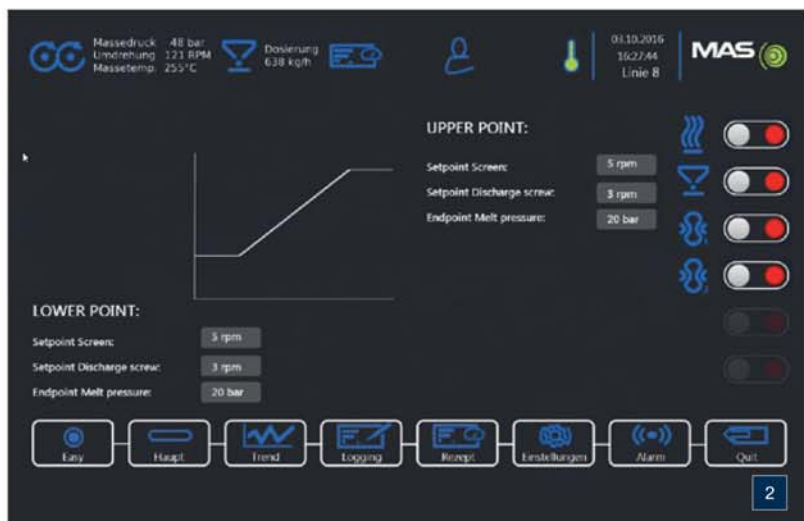 Massedruck 48 bar
Umdrehung 121 RPM
Massetemp. 255°C
Dosierung
638 kg/h
03.10.2016
16:27:44
Linie 8
MAS
UPPER POINT:
Setpoint Screen: 5 rpm
Setpoint Discharge screw: 3 rpm
Endpoint Melt pressure: 20 bar
LOWER POINT:
Setpoint Screen: 5 rpm
Setpoint Discharge screw: 3 rpm
Endpoint Melt pressure: 20 bar
Easy Haupt Trend Logging Rezept Einstellungen Alarm Quit
2